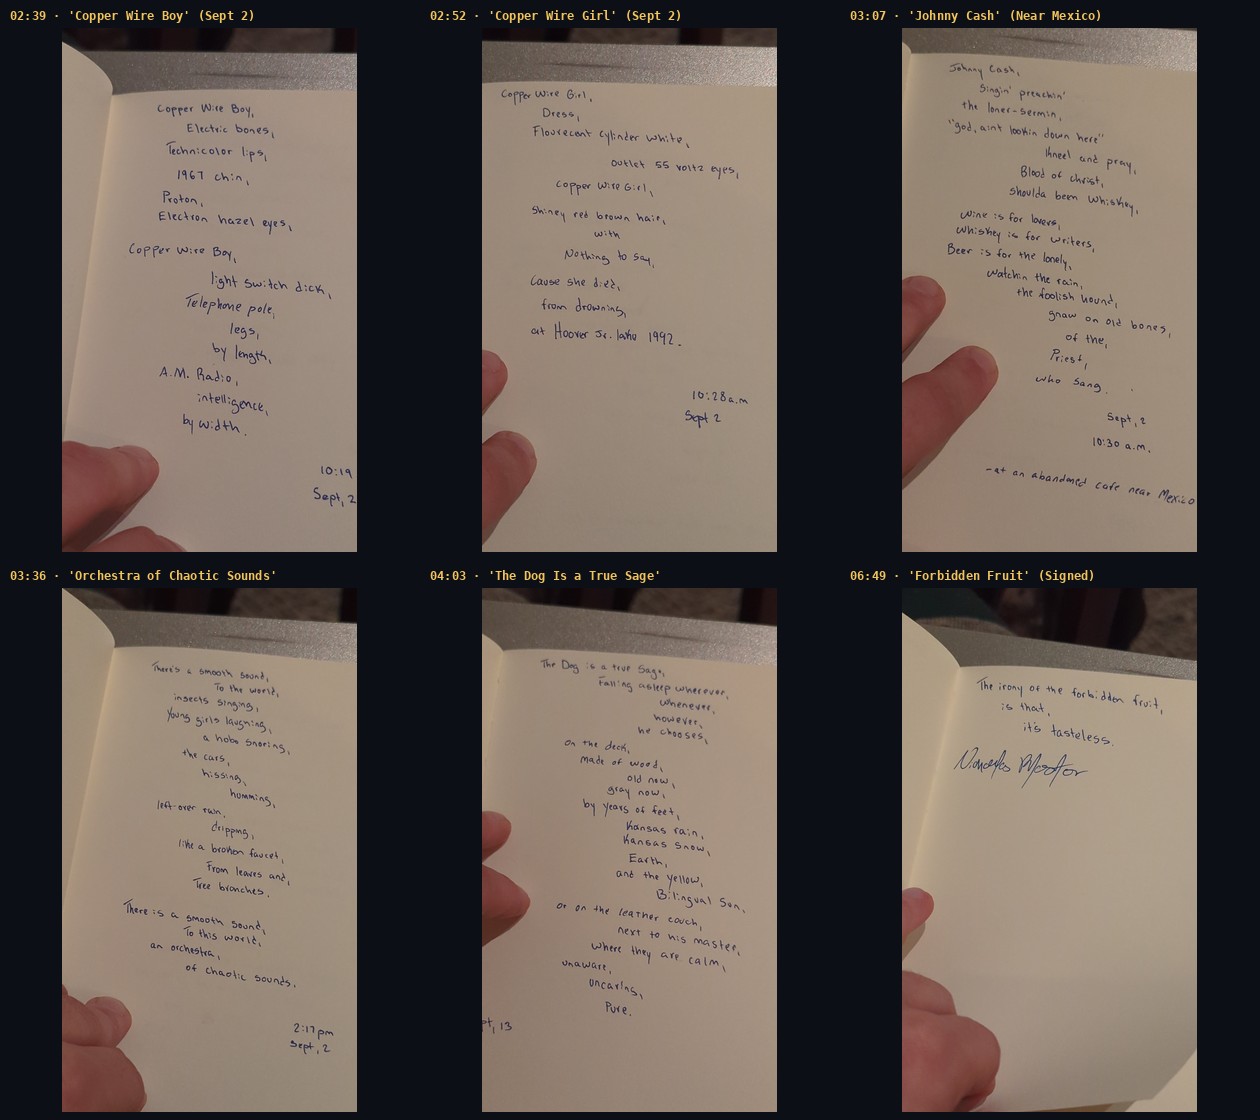 02:39 · 'Copper Wire Boy' (Sept 2)
Copper Wire Boy,
Electric bones,
Technicolor lips,
1967 chin,
Proton,
Electron hazel eyes,
Copper Wire Boy,
light switch dick,
Telephone pole,
legs,
by length,
A.M. Radio,
intelligence,
by width.
10:19
Sept, 2
02:52 · 'Copper Wire Girl' (Sept 2)
Copper Wire Girl,
Dress,
Flourecent cylinder white,
outlet 55 voltz eyes,
Copper Wire Girl,
Shiney red brown hair,
with
Nothing to say,
Cause she died,
from drowning,
at Hoover Jr. lake 1992.
10:28 a.m
Sept 2
03:07 · 'Johnny Cash' (Near Mexico)
Johnny Cash,
Singin' preachin'
the loner-sermin,
"god, aint lookin down here"
Kneel and pray,
Blood of Christ,
Shoulda been Whiskey,
Wine is for lovers,
Whiskey is for writers,
Beer is for the lonely,
Watchin the rain,
the foolish hound,
gnaw on old bones,
of the,
Priest,
who sang.
Sept, 2
10:30 a.m.
-at an abandoned cafe near Mexico
03:36 · 'Orchestra of Chaotic Sounds'
There's a smooth sound,
To the world,
insects singing,
Young girls laughing,
a hobo snoring,
the cars,
hissing,
humming,
left-over rain,
dripping,
like a broken faucet,
From leaves and,
Tree branches.
There is a smooth sound,
To this world,
an orchestra,
of chaotic sounds.
2:17pm
Sept, 2
04:03 · 'The Dog Is a True Sage'
The Dog is a true Sage,
Falling asleep wherever,
whenever,
however,
he chooses,
on the deck,
made of wood,
old now,
gray now,
by years of feet,
Kansas rain,
Kansas snow,
Earth,
and the yellow,
Bilingual Sun,
or on the leather couch,
next to his master,
where they are calm,
unaware,
uncaring,
Pure.
pt, 13
06:49 · 'Forbidden Fruit' (Signed)
The irony of the forbidden fruit,
is that,
it's tasteless.